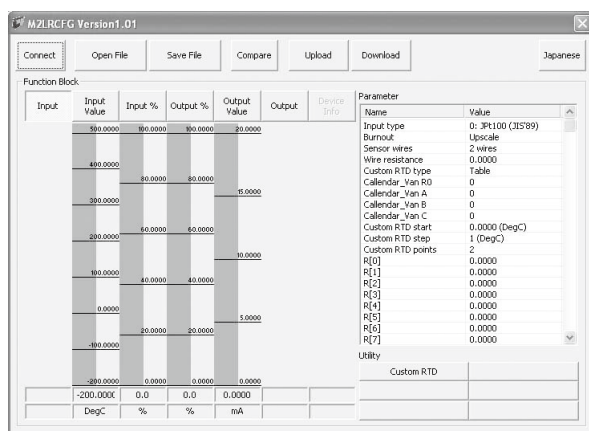 M2LRCFG Version1.01
Connect Open File Save File Compare Upload Download Japanese
Function Block
Input Input Value Input % Output % Output Value Output Device Info
500.0000 100.0000 100.0000 20.0000
400.0000
80.0000 80.0000
15.0000
300.0000
60.0000 60.0000
200.0000
10.0000
100.0000
40.0000 40.0000
0.0000
5.0000
20.0000 20.0000
-100.0000
-200.0000 0.0000 0.0000 0.0000
-200.000( 0.0 0.0 0.0000
DegC % % mA
Parameter
Name Value
Input type 0: JPt100 (JIS'89)
Burnout Upscale
Sensor wires 2 wires
Wire resistance 0.0000
Custom RTD type Table
Callendar_Van R0 0
Callendar_Van A 0
Callendar_Van B 0
Callendar_Van C 0
Custom RTD start 0.0000 (DegC)
Custom RTD step 1 (DegC)
Custom RTD points 2
R[0] 0.0000
R[1] 0.0000
R[2] 0.0000
R[3] 0.0000
R[4] 0.0000
R[5] 0.0000
R[6] 0.0000
R[7] 0.0000
Utility
Custom RTD